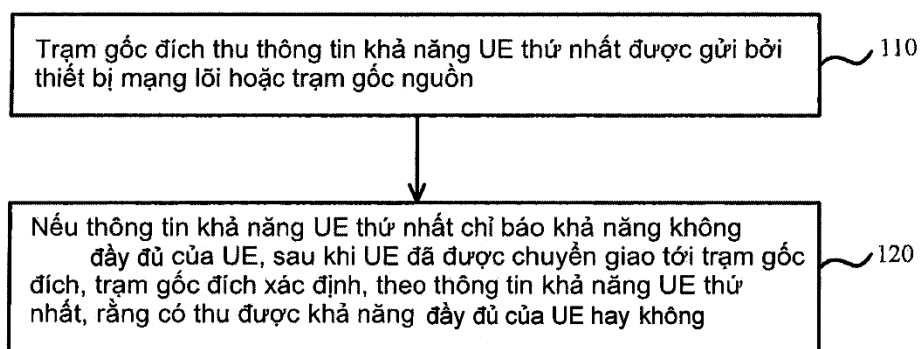 Trạm gốc đích thu thông tin khả năng UE thứ nhất được gửi bởi
thiết bị mạng lõi hoặc trạm gốc nguồn
110
Nếu thông tin khả năng UE thứ nhất chỉ báo khả năng không
đầy đủ của UE, sau khi UE đã được chuyển giao tới trạm gốc
đích, trạm gốc đích xác định, theo thông tin khả năng UE thứ
nhất, rằng có thu được khả năng đầy đủ của UE hay không
120